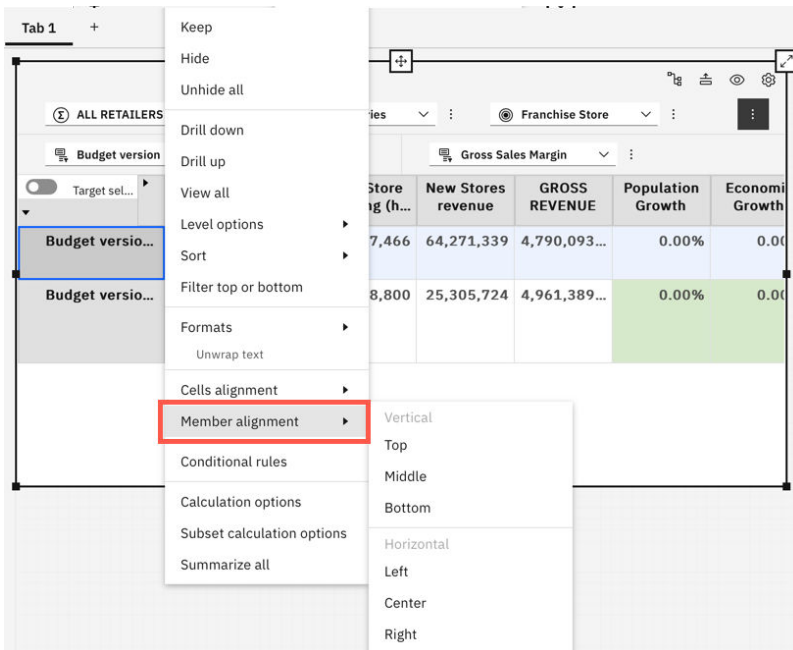 Tab 1 +
Keep
Hide
Unhide all
Drill down
Drill up
View all
Level options
Sort
Filter top or bottom
Formats
Unwrap text
Cells alignment
Member alignment
Conditional rules
Calculation options
Subset calculation options
Summarize all
Vertical
Top
Middle
Bottom
Horizontal
Left
Center
Right
ALL RETAILERS
ries
Franchise Store
Budget version
Gross Sales Margin
Target sel...
Store
ng (h...
New Stores
revenue
GROSS
REVENUE
Population
Growth
Economi
Growth
Budget versio... 7,466 64,271,339 4,790,093... 0.00% 0.00
Budget versio... 8,800 25,305,724 4,961,389... 0.00% 0.00